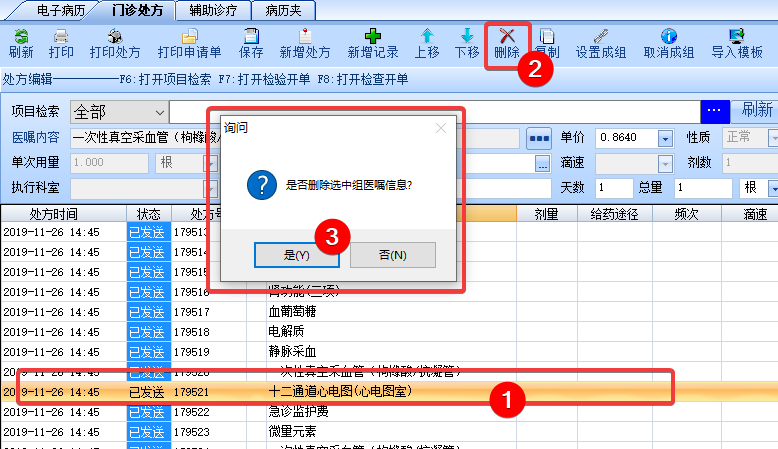 电子病历 门诊处方 辅助诊疗 病历夹
刷新 打印 打印处方 打印申请单 保存 新增处方 新增记录 上移 下移 删除 复制 设置成组 取消成组 导入模板
2
处方编辑—————F6:打开项目检索 F7:打开检验开单 F8:打开检查开单
项目检索 全部 ... 刷新
医嘱内容 一次性真空采血管(枸橼酸/ 单价 0.8640 性质 正常
单次用量 1.000 根 ... 滴速 剂数 1
执行科室 天数 1 总量 1 根
询问
是否删除选中组医嘱信息?
3
是(Y) 否(N)
处方时间 状态 处方号 剂量 给药途径 频次 滴速
2019-11-26 14:45 已发送 179513
2019-11-26 14:45 已发送 179514
2019-11-26 14:45 已发送 179515
2019-11-26 14:45 已发送 179516 肾功能(三项)
2019-11-26 14:45 已发送 179517 血葡萄糖
2019-11-26 14:45 已发送 179518 电解质
2019-11-26 14:45 已发送 179519 静脉采血
2019-11-26 14:45 已发送 179520 一次性真空采血管(枸橼酸/抗凝管)
2019-11-26 14:45 已发送 179521 十二通道心电图(心电图室)
1
2019-11-26 14:45 已发送 179522 急诊监护费
2019-11-26 14:45 已发送 179523 微量元素
一次性真空采血管(枸橼酸/抗凝管)